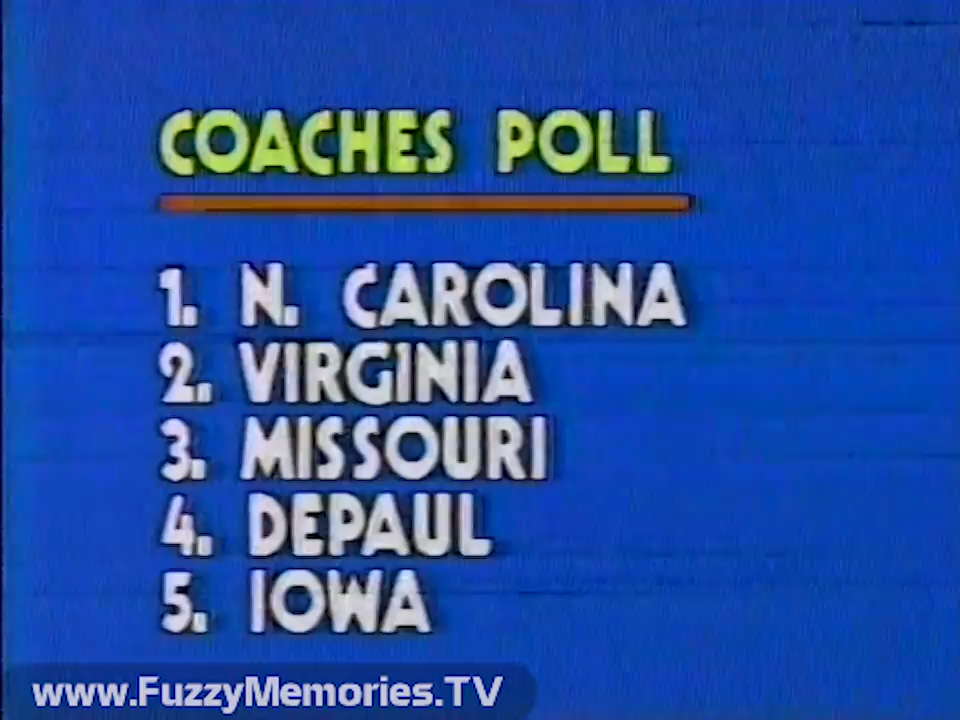 COACHES POLL
1. N. CAROLINA
2. VIRGINIA
3. MISSOURI
4. DEPAUL
5. IOWA
www.FuzzyMemories.TV